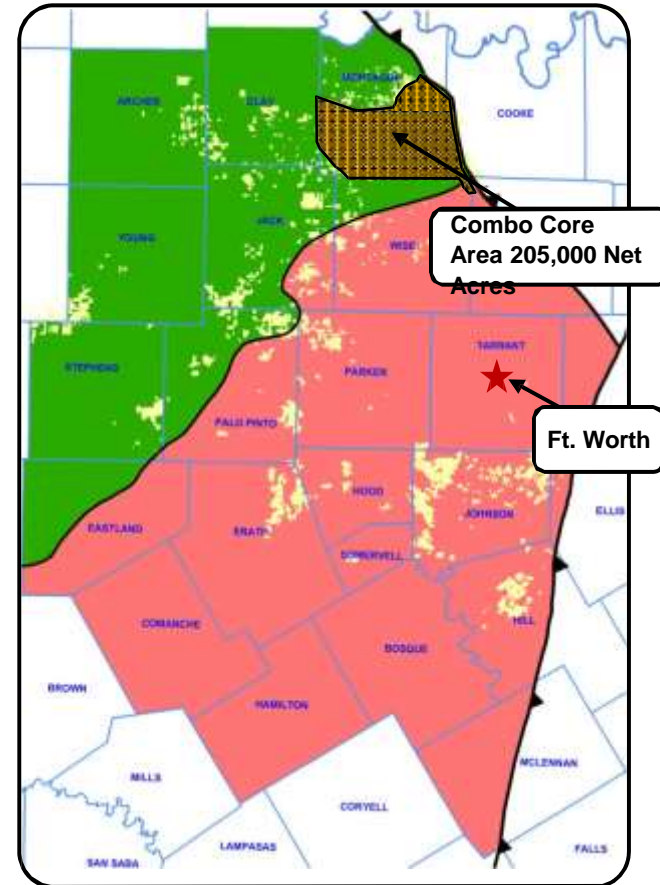 MONTAGUE
ARCHER
CLAY
COOKE
Combo Core
Area 205,000 Net
Acres
YOUNG
JACK
WISE
TARRANT
STEPHENS
PARKER
PALO PINTO
Ft. Worth
HOOD
JOHNSON
ELLIS
EASTLAND
ERATH
SOMERVELL
COMANCHE
HILL
BOSQUE
BROWN
HAMILTON
MCLENNAN
MILLS
CORYELL
LAMPASAS
FALLS
SAN SABA